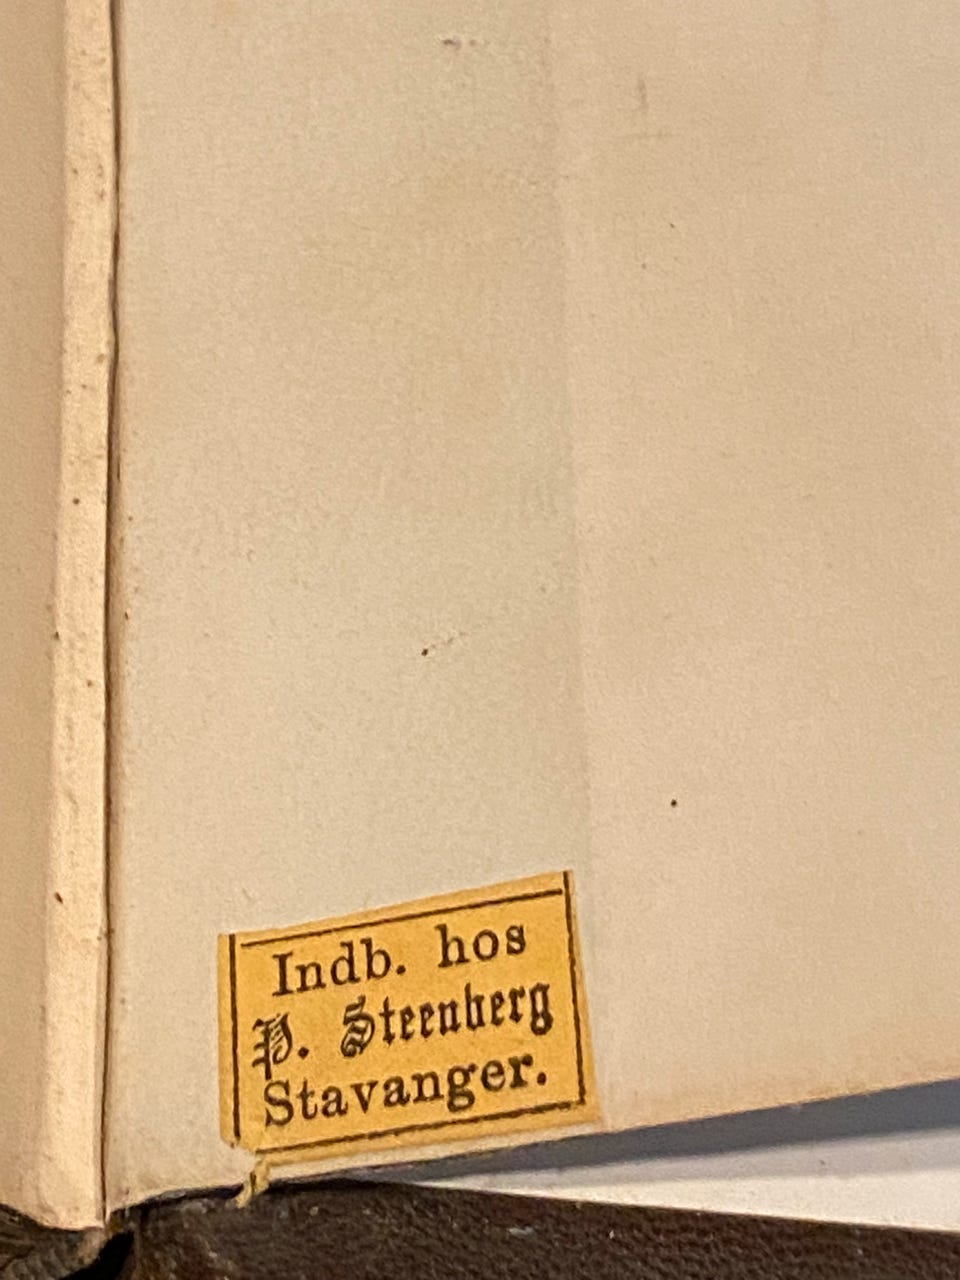 Indb. hos
P. Steenberg
Stavanger.